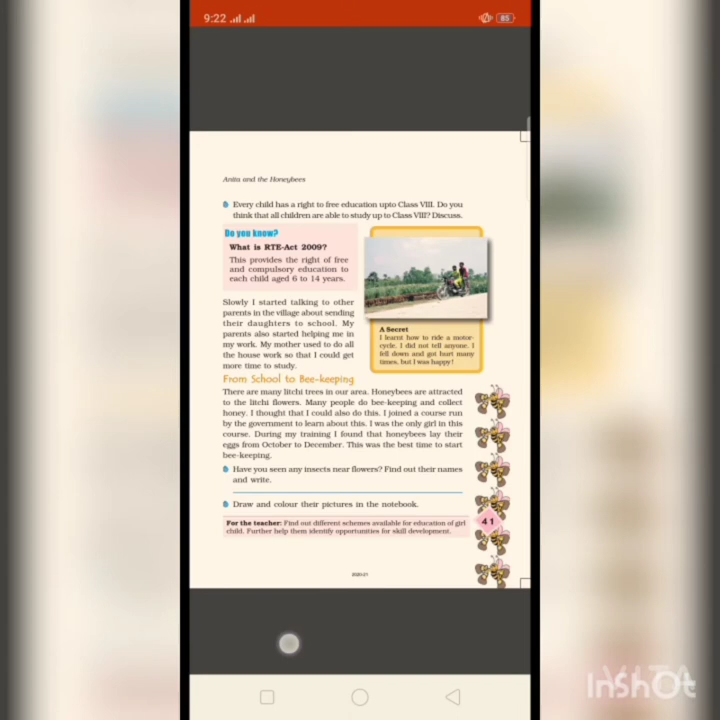 9:22
85
Anita and the Honeybees
Every child has a right to free education upto Class VIII. Do you
think that all children are able to study up to Class VIII? Discuss.
Do you know?
What is RTE-Act 2009?
This provides the right of free
and compulsory education to
each child aged 6 to 14 years.
Slowly I started talking to other
parents in the village about sending
their daughters to school. My
parents also started helping me in
my work. My mother used to do all
the house work so that I could get
more time to study.
A Secret
I learnt how to ride a motor-
cycle. I did not tell anyone. I
fell down and got hurt many
times, but I was happy!
From School to Bee-keeping
There are many litchi trees in our area. Honeybees are attracted
to the litchi flowers. Many people do bee-keeping and collect
honey. I thought that I could also do this. I joined a course run
by the government to learn about this. I was the only girl in this
course. During my training I found that honeybees lay their
eggs from October to December. This was the best time to start
bee-keeping.
Have you seen any insects near flowers? Find out their names
and write.
Draw and colour their pictures in the notebook.
For the teacher: Find out different schemes available for education of girl
child. Further help them identify opportunities for skill development.
41
2020-21
InShOt